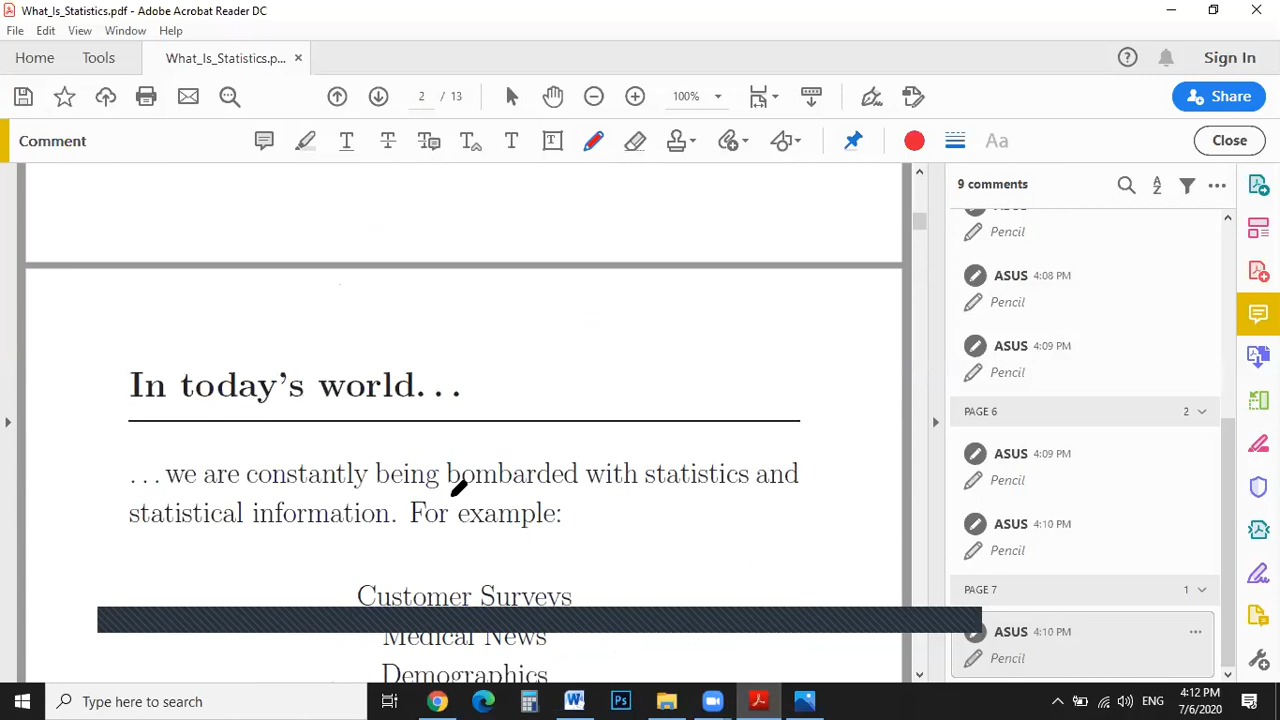 What_Is_Statistics.pdf - Adobe Acrobat Reader DC
File Edit View Window Help
Home Tools What_Is_Statistics.p... × Sign In
2 / 13 100% Share
Comment Aa Close
9 comments
Pencil
ASUS 4:08 PM
Pencil
ASUS 4:09 PM
Pencil
PAGE 6 2
ASUS 4:09 PM
Pencil
ASUS 4:10 PM
Pencil
PAGE 7 1
ASUS 4:10 PM
Pencil
In today's world...
...we are constantly being bombarded with statistics and
statistical information. For example:
Customer Surveys
Medical News
Demographics
Type here to search
ENG 4:12 PM
7/6/2020